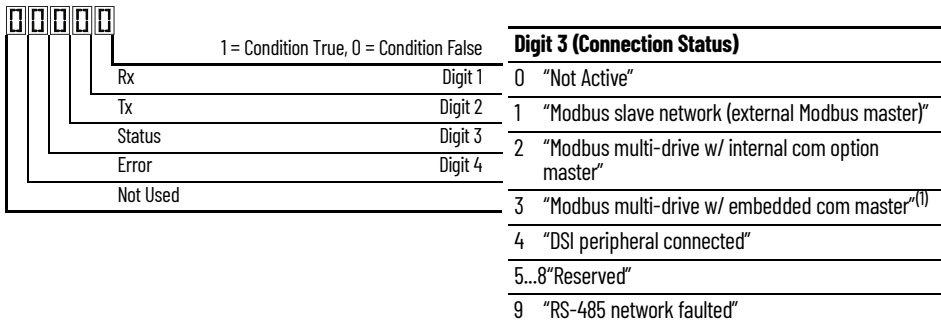 00000
1 = Condition True, 0 = Condition False
Rx Digit 1
Tx Digit 2
Status Digit 3
Error Digit 4
Not Used
Digit 3 (Connection Status)
0 “Not Active”
1 “Modbus slave network (external Modbus master)”
2 “Modbus multi-drive w/ internal com option
master”
3 “Modbus multi-drive w/ embedded com master”(1)
4 “DSI peripheral connected”
5...8“Reserved”
9 “RS-485 network faulted”